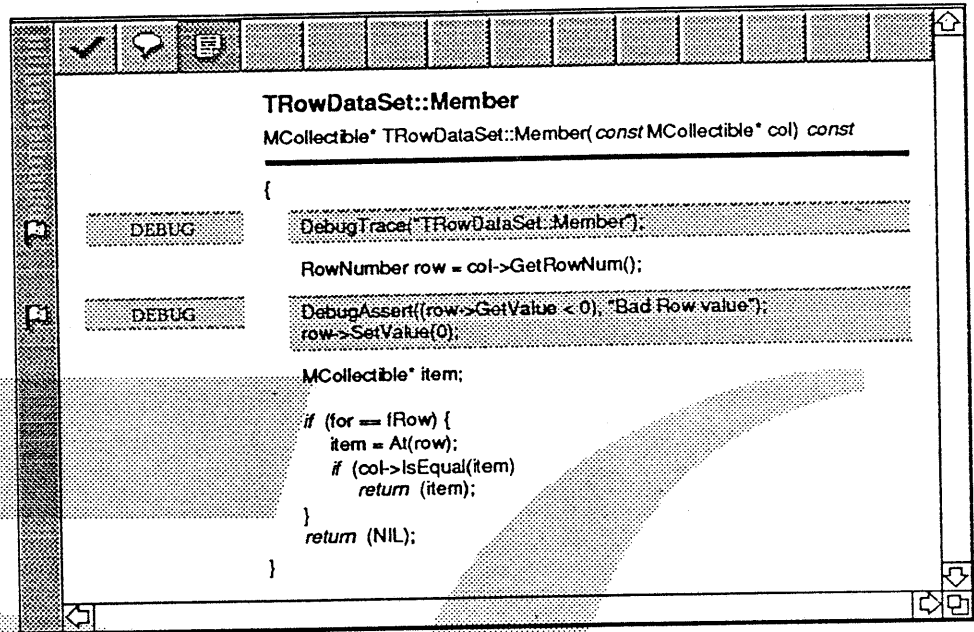 TRowDataSet::Member
MCollectible* TRowDataSet::Member( const MCollectible* col) const
{
DEBUG DebugTrace("TRowDataSet::Member");
RowNumber row = col->GetRowNum();
DEBUG DebugAssert((row->GetValue < 0), "Bad Row value");
row->SetValue(0);
MCollectible* item;
if (for == fRow) {
item = At(row);
if (col->IsEqual(item)
return (item);
}
return (NIL);
}